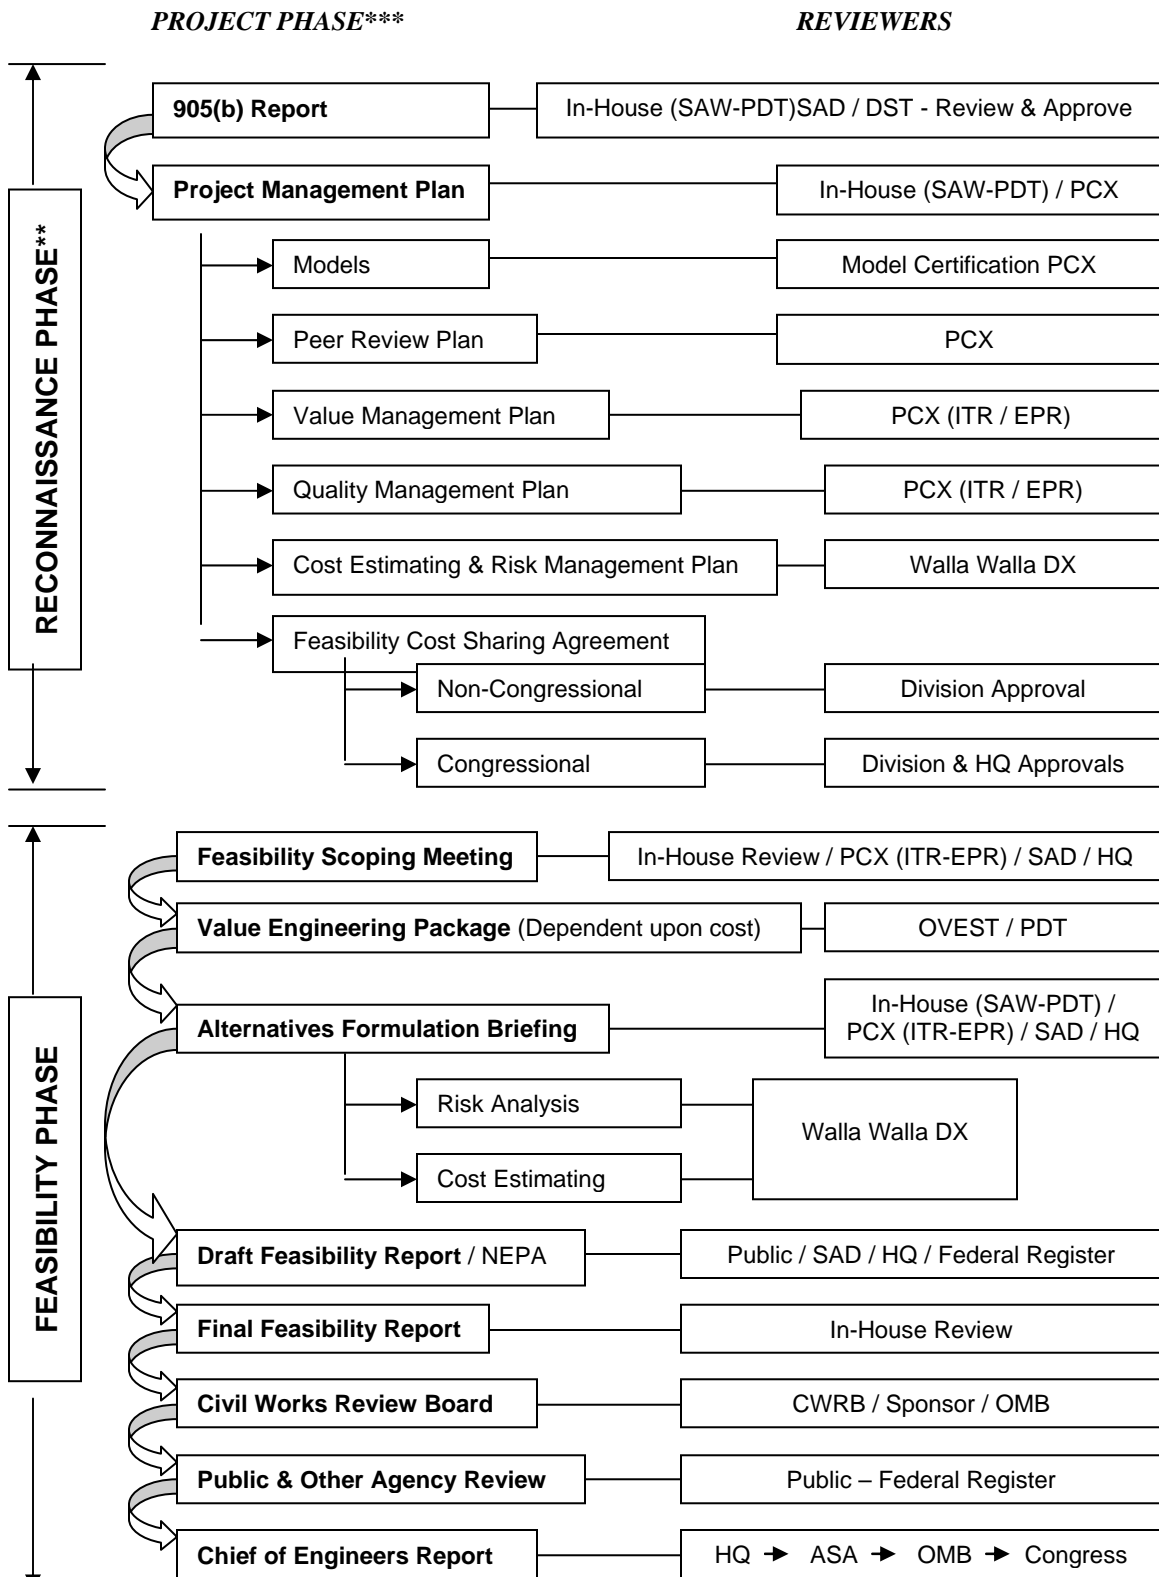 PROJECT PHASE*** REVIEWERS
RECONNAISSANCE PHASE**
905(b) Report In-House (SAW-PDT)SAD / DST - Review & Approve
Project Management Plan In-House (SAW-PDT) / PCX
Models Model Certification PCX
Peer Review Plan PCX
Value Management Plan PCX (ITR / EPR)
Quality Management Plan PCX (ITR / EPR)
Cost Estimating & Risk Management Plan Walla Walla DX
Feasibility Cost Sharing Agreement
Non-Congressional Division Approval
Congressional Division & HQ Approvals
FEASIBILITY PHASE
Feasibility Scoping Meeting In-House Review / PCX (ITR-EPR) / SAD / HQ
Value Engineering Package (Dependent upon cost) OVEST / PDT
Alternatives Formulation Briefing In-House (SAW-PDT) /
PCX (ITR-EPR) / SAD / HQ
Risk Analysis
Walla Walla DX
Cost Estimating
Draft Feasibility Report / NEPA Public / SAD / HQ / Federal Register
Final Feasibility Report In-House Review
Civil Works Review Board CWRB / Sponsor / OMB
Public & Other Agency Review Public – Federal Register
Chief of Engineers Report HQ → ASA → OMB → Congress